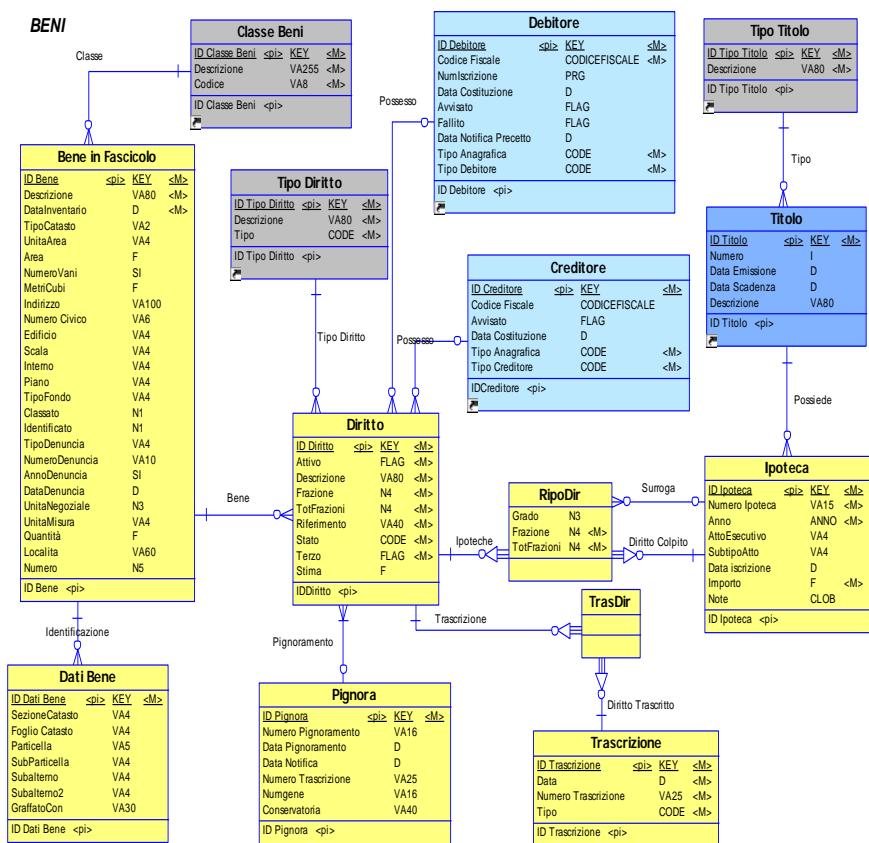 BENI
Classe
Classe Beni
ID Classe Beni <pi> KEY <M>
Descrizione VA255 <M>
Codice VA8 <M>
ID Classe Beni <pi>
Debitore
ID Debitore <pi> KEY <M>
Codice Fiscale CODICEFISCALE <M>
NumIscrizione PRG
Data Costituzione D
Avvisato FLAG
Fallito FLAG
Data Notifica Precetto D
Tipo Anagrafica CODE <M>
Tipo Debitore CODE <M>
ID Debitore <pi>
Tipo Titolo
ID Tipo Titolo <pi> KEY <M>
Descrizione VA80 <M>
ID Tipo Titolo <pi>
Possesso
Tipo
Bene in Fascicolo
ID Bene <pi> KEY <M>
Descrizione VA80 <M>
DataInventario D <M>
TipoCatasto VA2
UnitaArea VA4
Area F
NumeroVani SI
MetriCubi F
Indirizzo VA100
Numero Civico VA6
Edificio VA4
Scala VA4
Interno VA4
Piano VA4
TipoFondo VA4
Classato N1
Identificato N1
TipoDenuncia VA4
NumeroDenuncia VA10
AnnoDenuncia SI
DataDenuncia D
UnitaNegoziale N3
UnitaMisura VA4
Quantità F
Localita VA60
Numero N5
ID Bene <pi>
Tipo Diritto
ID Tipo Diritto <pi> KEY <M>
Descrizione VA80 <M>
Tipo CODE <M>
ID Tipo Diritto <pi>
Titolo
ID Titolo <pi> KEY <M>
Numero I
Data Emissione D
Data Scadenza D
Descrizione VA80
ID Titolo <pi>
Creditore
ID Creditore <pi> KEY <M>
Codice Fiscale CODICEFISCALE
Avvisato FLAG
Data Costituzione D
Tipo Anagrafica CODE <M>
Tipo Creditore CODE <M>
IDCreditore <pi>
Tipo Diritto
Possesso
Possiede
Diritto
ID Diritto <pi> KEY <M>
Attivo FLAG <M>
Descrizione VA80 <M>
Frazione N4 <M>
TotFrazioni N4 <M>
Riferimento VA40 <M>
Stato CODE <M>
Terzo FLAG <M>
Stima F
IDDiritto <pi>
Bene
Ipoteche
RipoDir
Grado N3
Frazione N4 <M>
TotFrazioni N4 <M>
Surroga
Diritto Colpito
Ipoteca
ID Ipoteca <pi> KEY <M>
Numero Ipoteca VA15 <M>
Anno ANNO <M>
AttoEsecutivo VA4
SubtipoAtto VA4
Data iscrizione D
Importo F <M>
Note CLOB
ID Ipoteca <pi>
TrasDir
Trascrizione
Identificazione
Pignoramento
Dati Bene
ID Dati Bene <pi> KEY <M>
SezioneCatasto VA4
Foglio Catasto VA4
Particella VA5
SubParticella VA4
Subalterno VA4
Subalterno2 VA4
GraffatoCon VA30
ID Dati Bene <pi>
Pignora
ID Pignora <pi> KEY <M>
Numero Pignoramento VA16
Data Pignoramento D
Data Notifica D
Numero Trascrizione VA25
Numgene VA16
Conservatoria VA40
ID Pignora <pi>
Diritto Trascritto
Trascrizione
ID Trascrizione <pi> KEY <M>
Data D <M>
Numero Trascrizione VA25 <M>
Tipo CODE <M>
ID Trascrizione <pi>